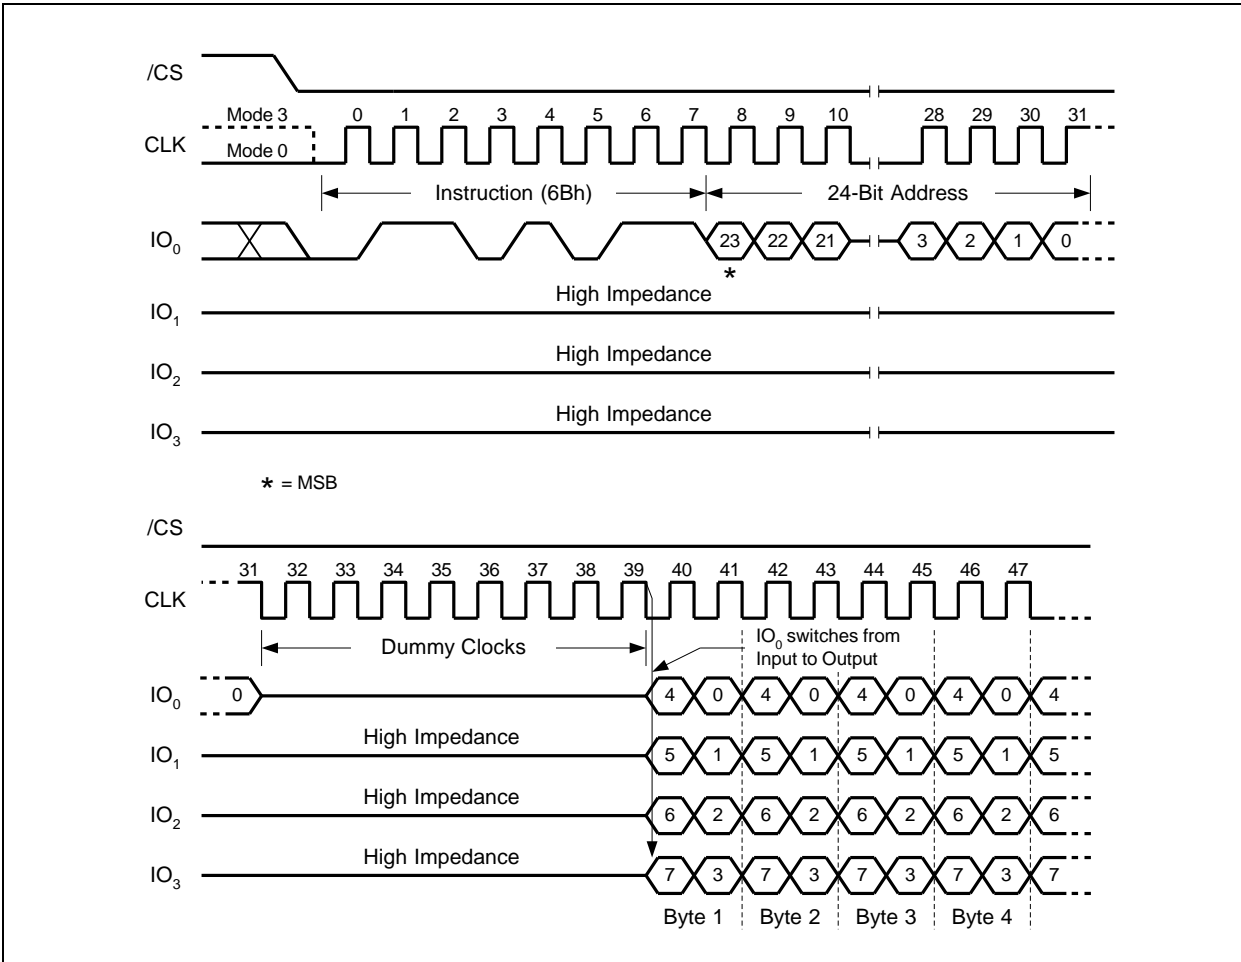 /CS
Mode 3 0 1 2 3 4 5 6 7 8 9 10 28 29 30 31
CLK
Mode 0
Instruction (6Bh) 24-Bit Address
IO0 23 22 21 3 2 1 0
*
High Impedance
IO1
High Impedance
IO2
High Impedance
IO3
* = MSB
/CS
31 32 33 34 35 36 37 38 39 40 41 42 43 44 45 46 47
CLK
Dummy Clocks
IO0 switches from
Input to Output
IO0 0 4 0 4 0 4 0 4 0 4
High Impedance
IO1 5 1 5 1 5 1 5 1 5
High Impedance
IO2 6 2 6 2 6 2 6 2 6
High Impedance
IO3 7 3 7 3 7 3 7 3 7
Byte 1 Byte 2 Byte 3 Byte 4